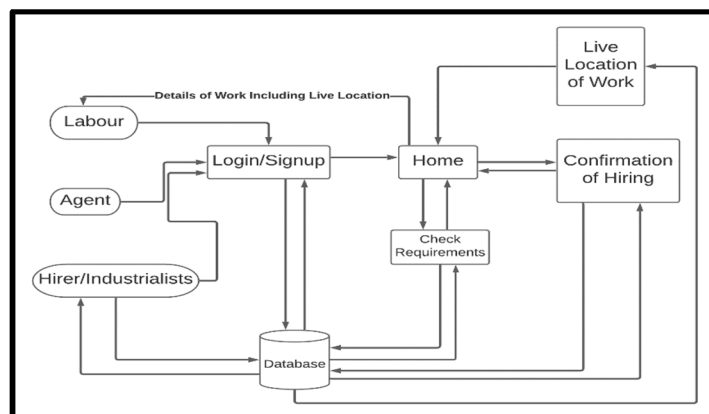 Live
Location
of Work
Details of Work Including Live Location
Labour
Login/Signup
Home
Confirmation
of Hiring
Agent
Check
Requirements
Hirer/Industrialists
Database